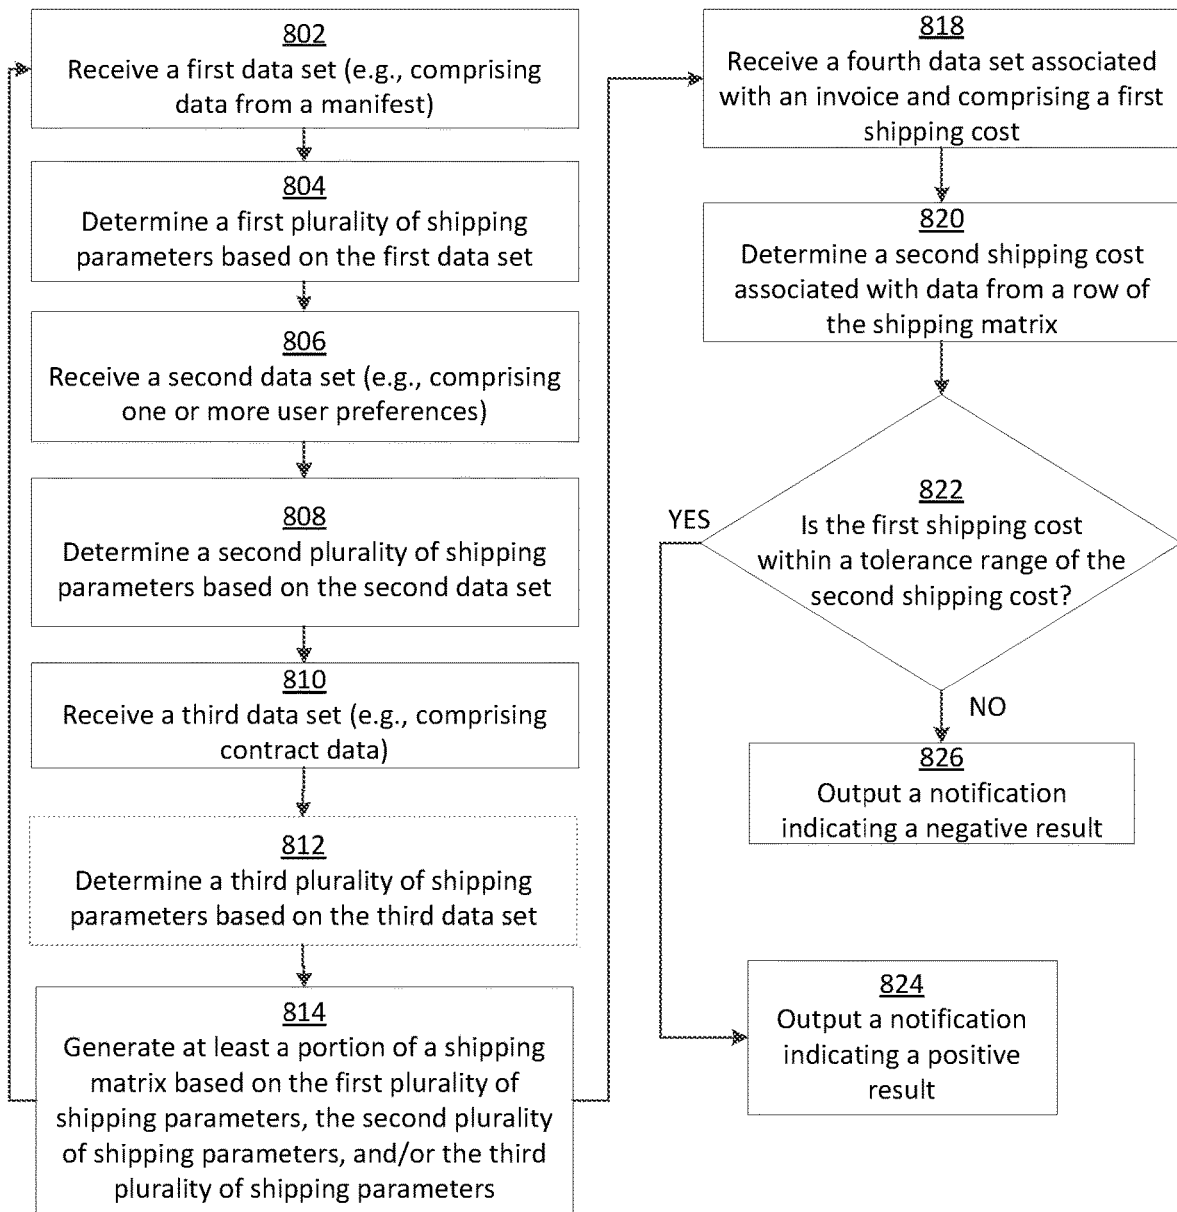 802
Receive a first data set (e.g., comprising
data from a manifest)
804
Determine a first plurality of shipping
parameters based on the first data set
806
Receive a second data set (e.g., comprising
one or more user preferences)
808
Determine a second plurality of shipping
parameters based on the second data set
810
Receive a third data set (e.g., comprising
contract data)
812
Determine a third plurality of shipping
parameters based on the third data set
814
Generate at least a portion of a shipping
matrix based on the first plurality of
shipping parameters, the second plurality
of shipping parameters, and/or the third
plurality of shipping parameters
818
Receive a fourth data set associated
with an invoice and comprising a first
shipping cost
820
Determine a second shipping cost
associated with data from a row of
the shipping matrix
822
Is the first shipping cost
within a tolerance range of the
second shipping cost?
YES
NO
826
Output a notification
indicating a negative result
824
Output a notification
indicating a positive
result